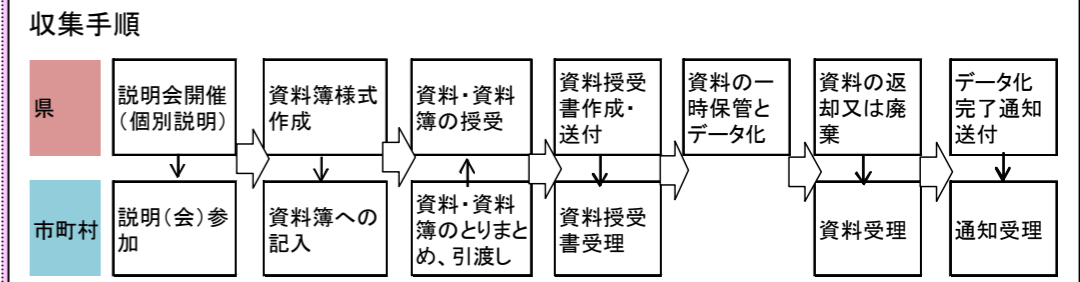 収集手順
県
説明会開催
（個別説明）
資料簿様式
作成
資料・資料
簿の授受
資料授受
書作成・
送付
資料の一
時保管と
データ化
資料の返
却又は廃
棄
データ化
完了通知
送付
市町村
説明（会）参
加
資料簿への
記入
資料・資料
簿のとりまと
め、引渡し
資料授受
書受理
資料受理
通知受理